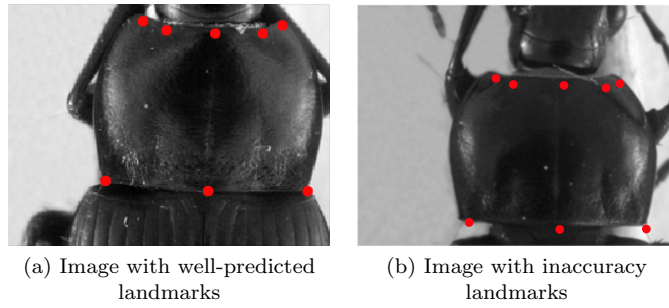 (a) Image with well-predicted
landmarks
(b) Image with inaccuracy
landmarks